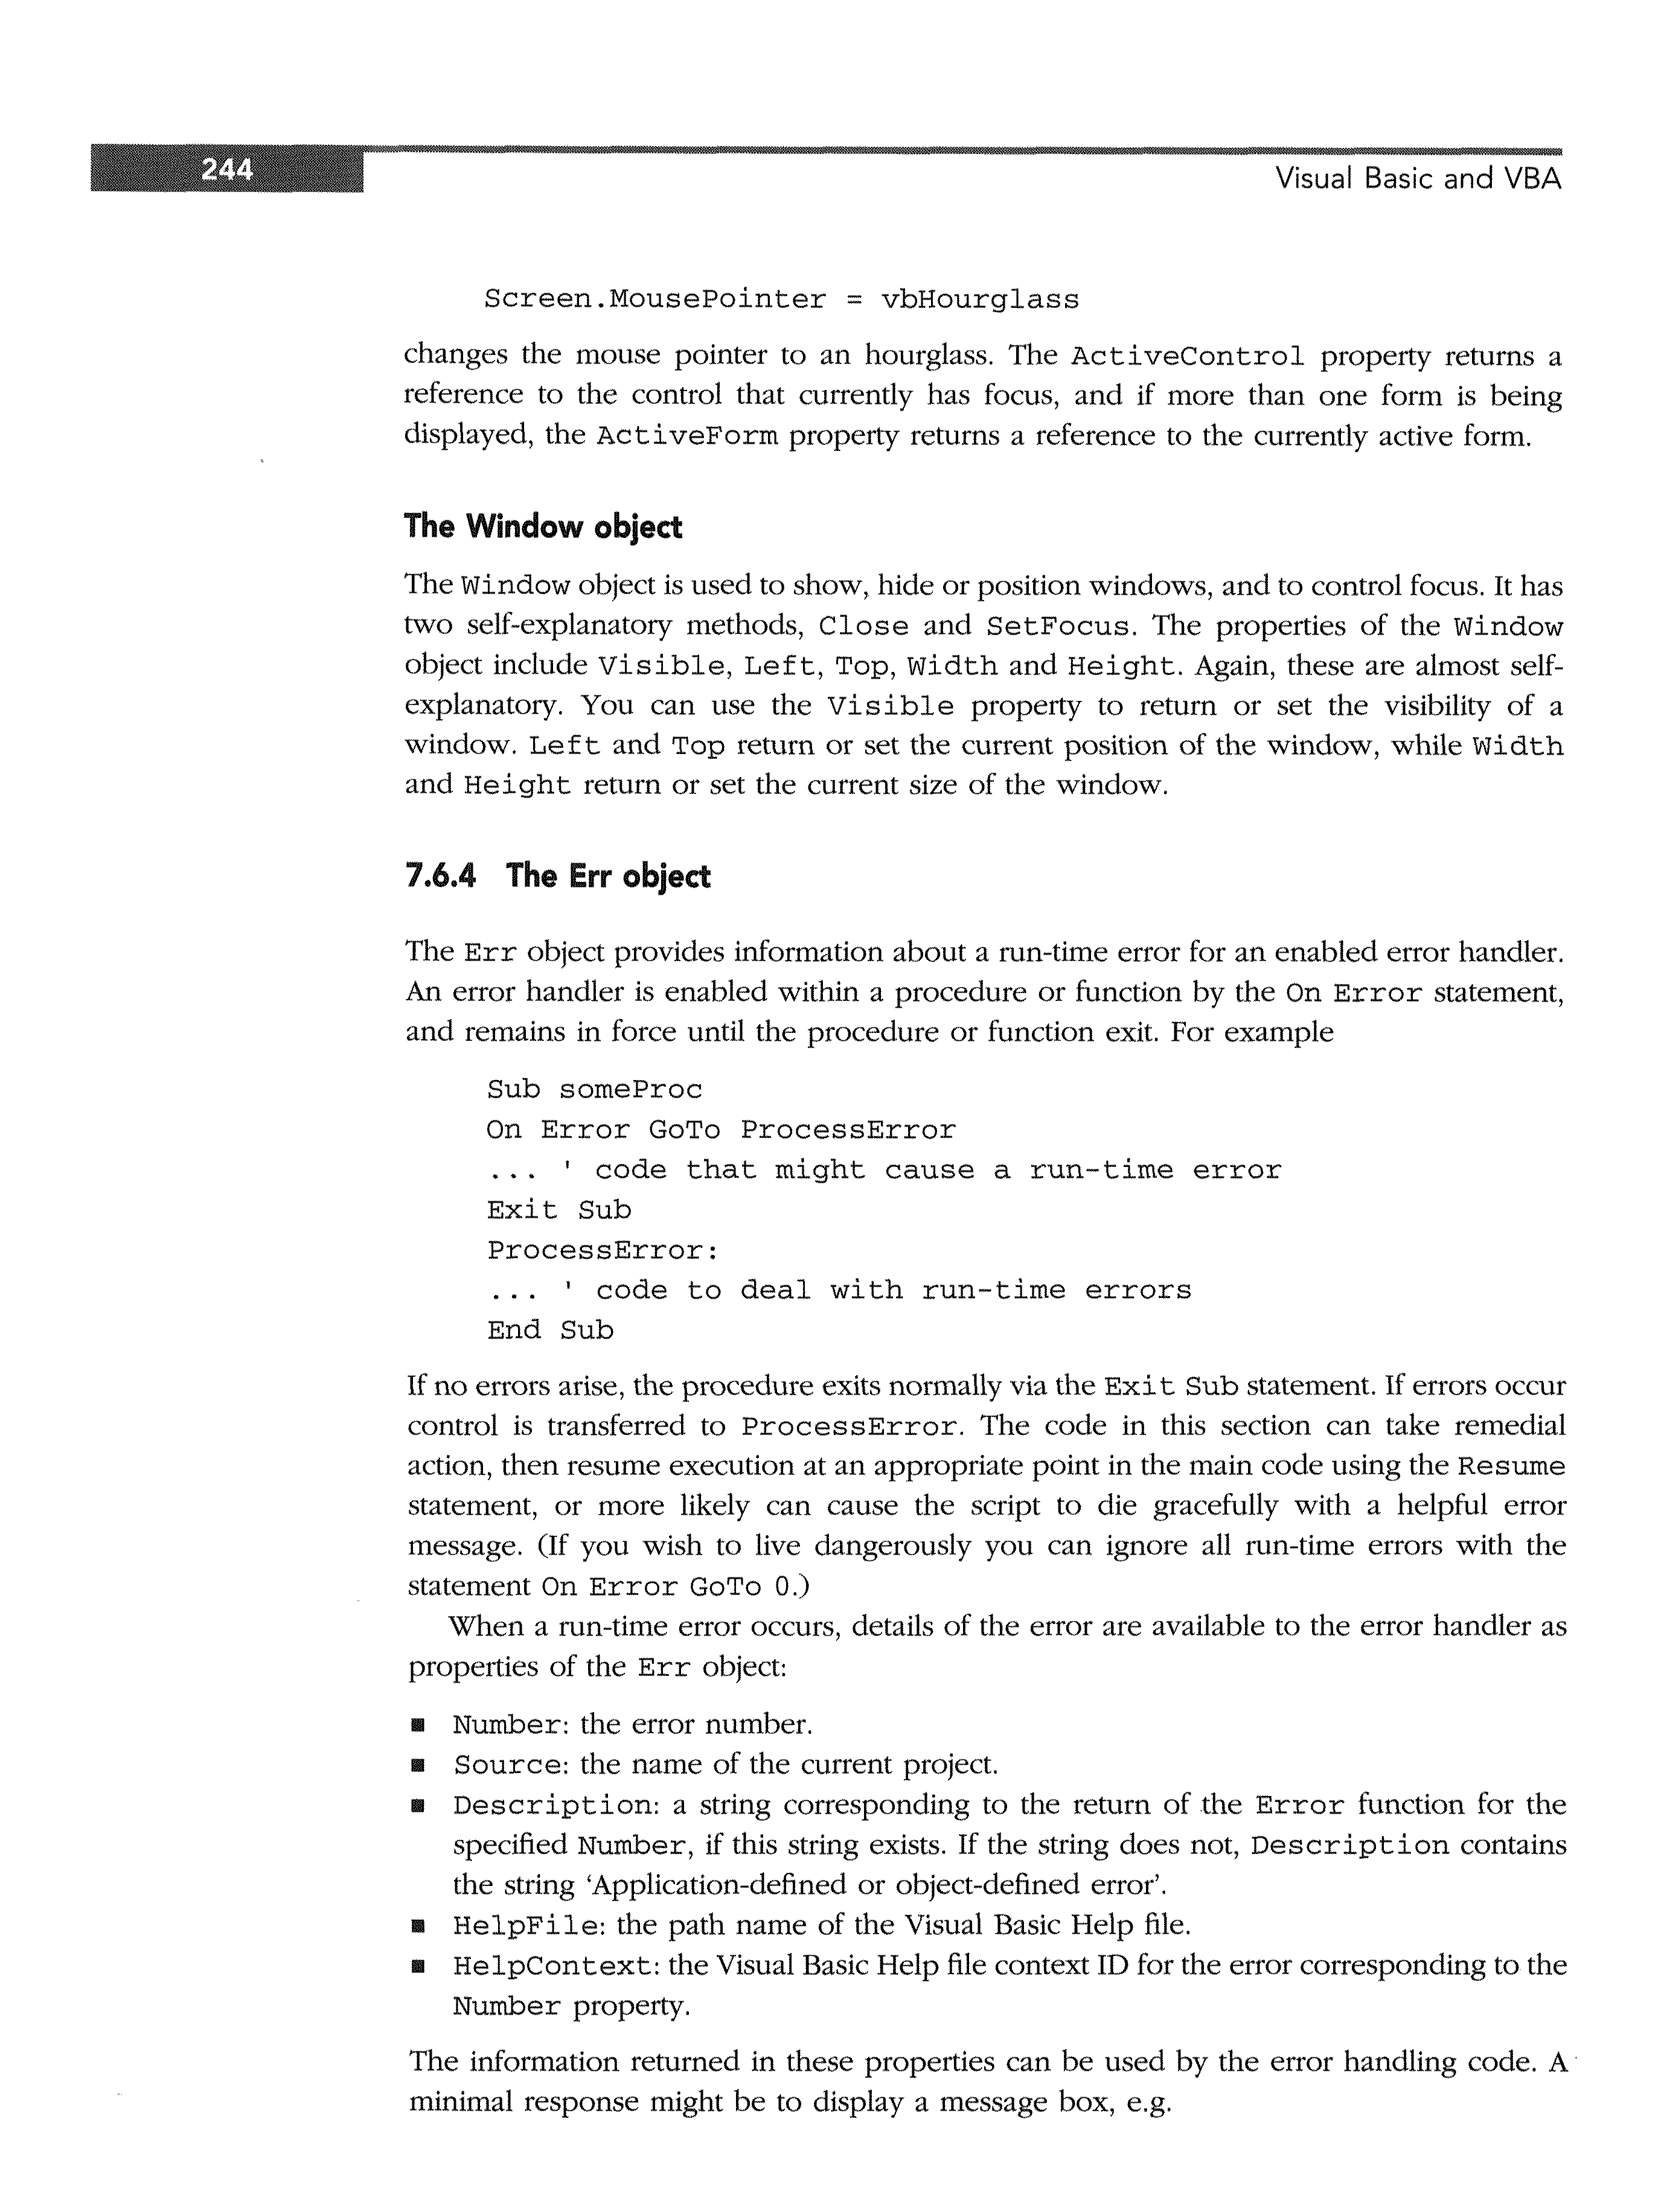 244
Visual Basic and VBA
Screen.MousePointer = vbHourglass
changes the mouse pointer to an hourglass. The ActiveControl property returns a
reference to the control that currently has focus, and if more than one form is being
displayed, the ActiveForm property returns a reference to the currently active form.
The Window object
The Window object is used to show, hide or position windows, and to control focus. It has
two self-explanatory methods, Close and SetFocus. The properties of the Window
object include Visible, Left, Top, Width and Height. Again, these are almost self-
explanatory. You can use the Visible property to return or set the visibility of a
window. Left and Top return or set the current position of the window, while Width
and Height return or set the current size of the window.
7.6.4 The Err object
The Err object provides information about a run-time error for an enabled error handler.
An error handler is enabled within a procedure or function by the On Error statement,
and remains in force until the procedure or function exit. For example
Sub someProc
On Error GoTo ProcessError
... ' code that might cause a run-time error
Exit Sub
ProcessError:
... ' code to deal with run-time errors
End Sub
If no errors arise, the procedure exits normally via the Exit Sub statement. If errors occur
control is transferred to ProcessError. The code in this section can take remedial
action, then resume execution at an appropriate point in the main code using the Resume
statement, or more likely can cause the script to die gracefully with a helpful error
message. (If you wish to live dangerously you can ignore all run-time errors with the
statement On Error GoTo 0.)
When a run-time error occurs, details of the error are available to the error handler as
properties of the Err object:
■ Number: the error number.
■ Source: the name of the current project.
■ Description: a string corresponding to the return of the Error function for the
specified Number, if this string exists. If the string does not, Description contains
the string ‘Application-defined or object-defined error’.
■ HelpFile: the path name of the Visual Basic Help file.
■ HelpContext: the Visual Basic Help file context ID for the error corresponding to the
Number property.
The information returned in these properties can be used by the error handling code. A
minimal response might be to display a message box, e.g.